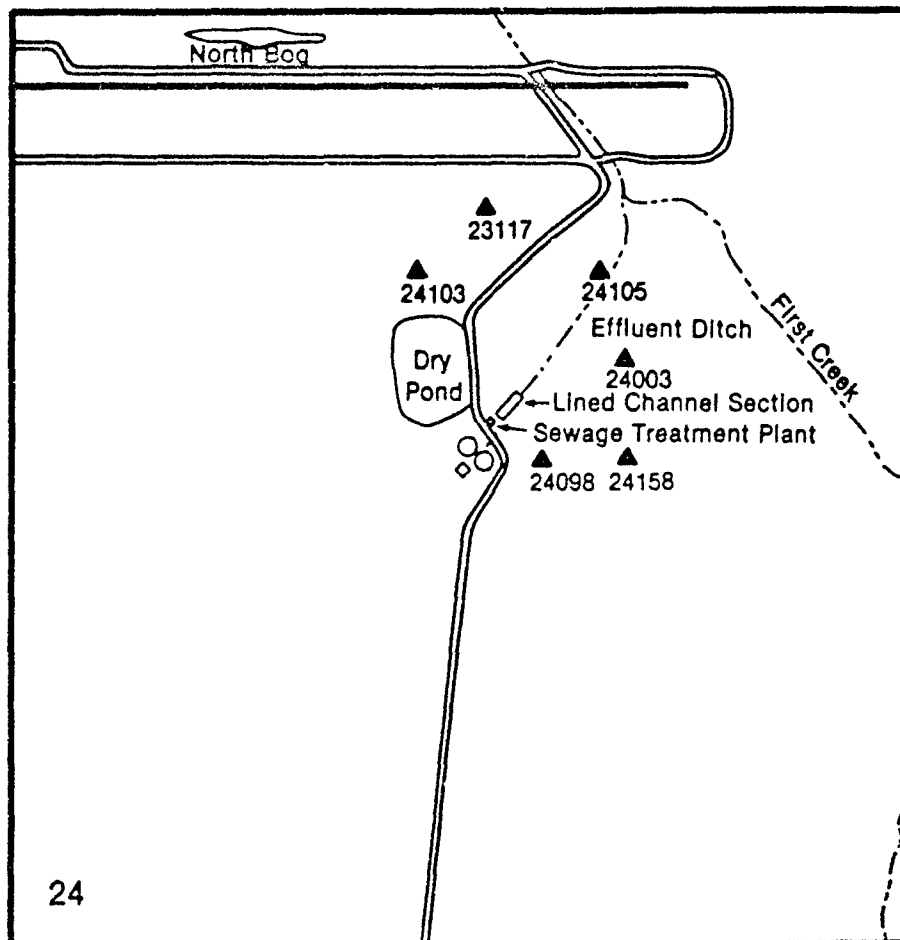 North Bog
23117
24103
24105
Effluent Ditch
First Creek
24003
Dry
Pond
Lined Channel Section
Sewage Treatment Plant
24098
24158
24